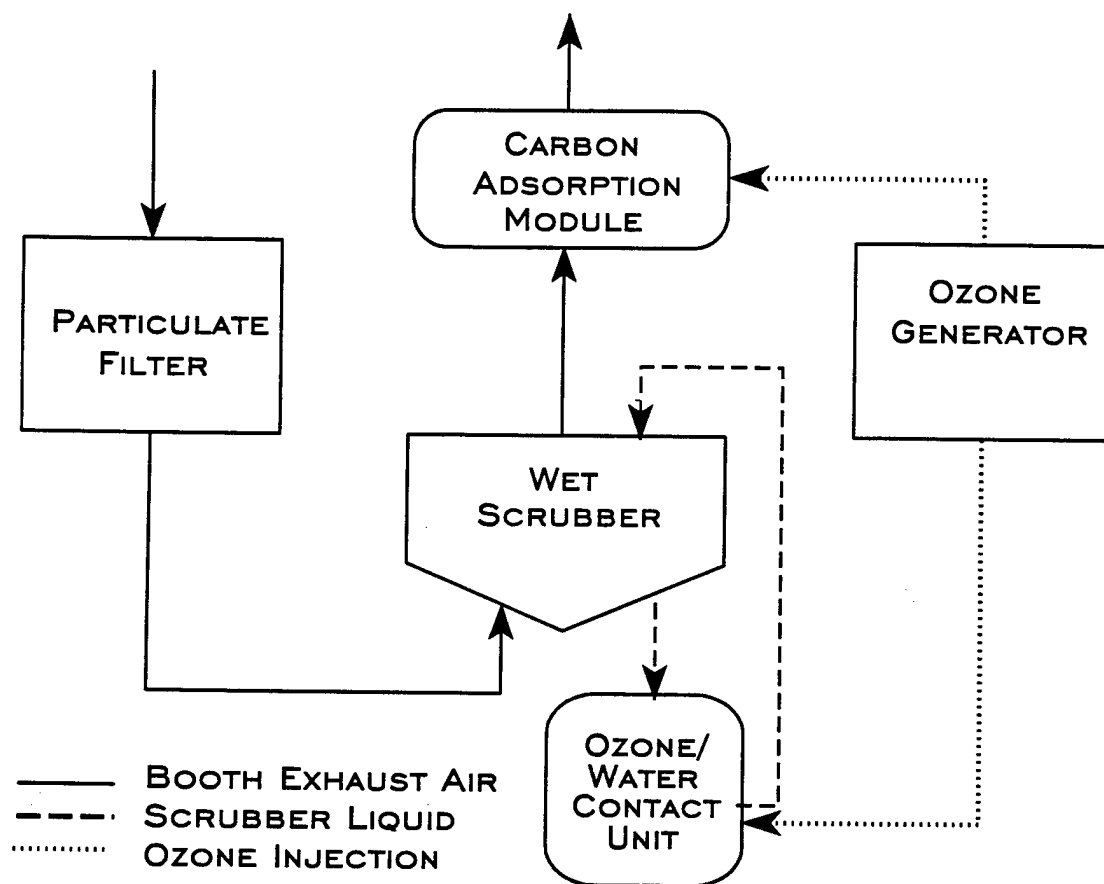 CARBON
ADSORPTION
MODULE
PARTICULATE
FILTER
OZONE
GENERATOR
WET
SCRUBBER
OZONE/
WATER
CONTACT
UNIT
BOOTH EXHAUST AIR
SCRUBBER LIQUID
OZONE INJECTION